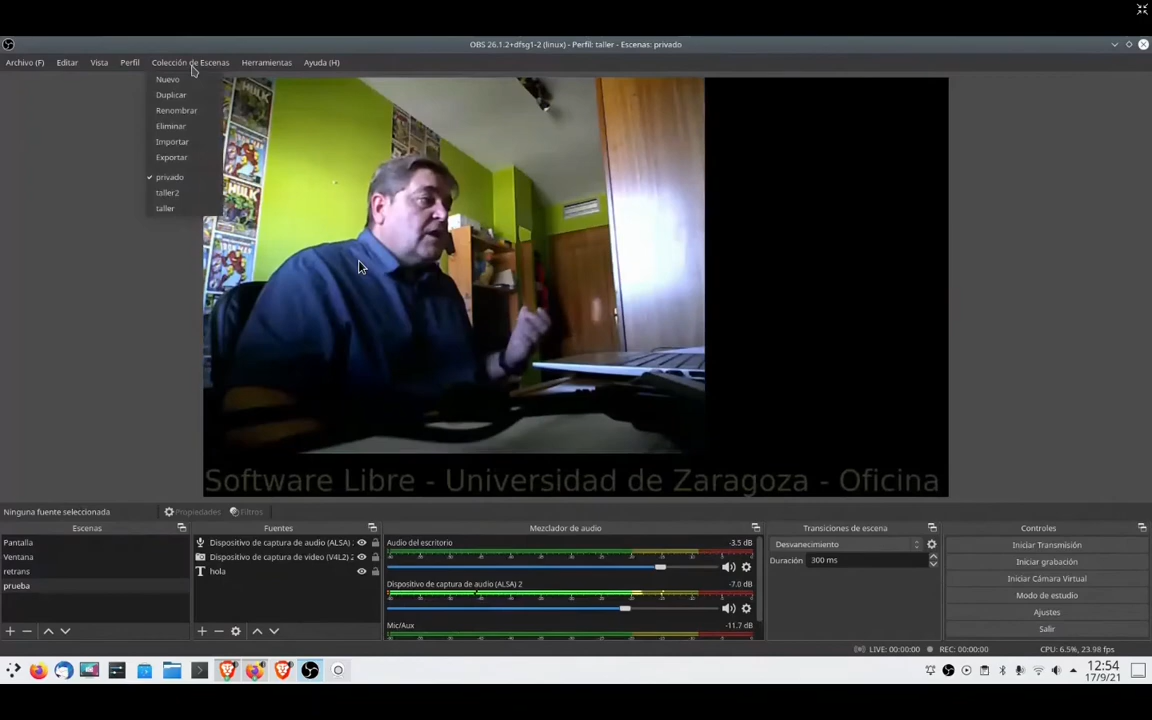 OBS 26.1.2+dfsg1-2 (linux) - Perfil: taller - Escenas: privado
Archivo (F) Editar Vista Perfil Colección de Escenas Herramientas Ayuda (H)
Nuevo
Duplicar
Renombrar
Eliminar
Importar
Exportar
privado
taller2
taller
HULK
Software Libre - Universidad de Zaragoza - Oficina
Ninguna fuente seleccionada Propiedades Filtros
Escenas Fuentes Mezclador de audio Transiciones de escena Controles
Pantalla
Ventana
retrans
prueba
Dispositivo de captura de audio (ALSA)
Dispositivo de captura de video (V4L2)
hola
Audio del escritorio -3.5 dB
Dispositivo de captura de audio (ALSA) 2 -7.0 dB
Mic/Aux -11.7 dB
Desvanecimiento
Duración 300 ms
Iniciar Transmisión
Iniciar grabación
Iniciar Cámara Virtual
Modo de estudio
Ajustes
Salir
LIVE: 00:00:00 REC: 00:00:00 CPU: 6.5%, 23.98 fps
12:54
17/9/21